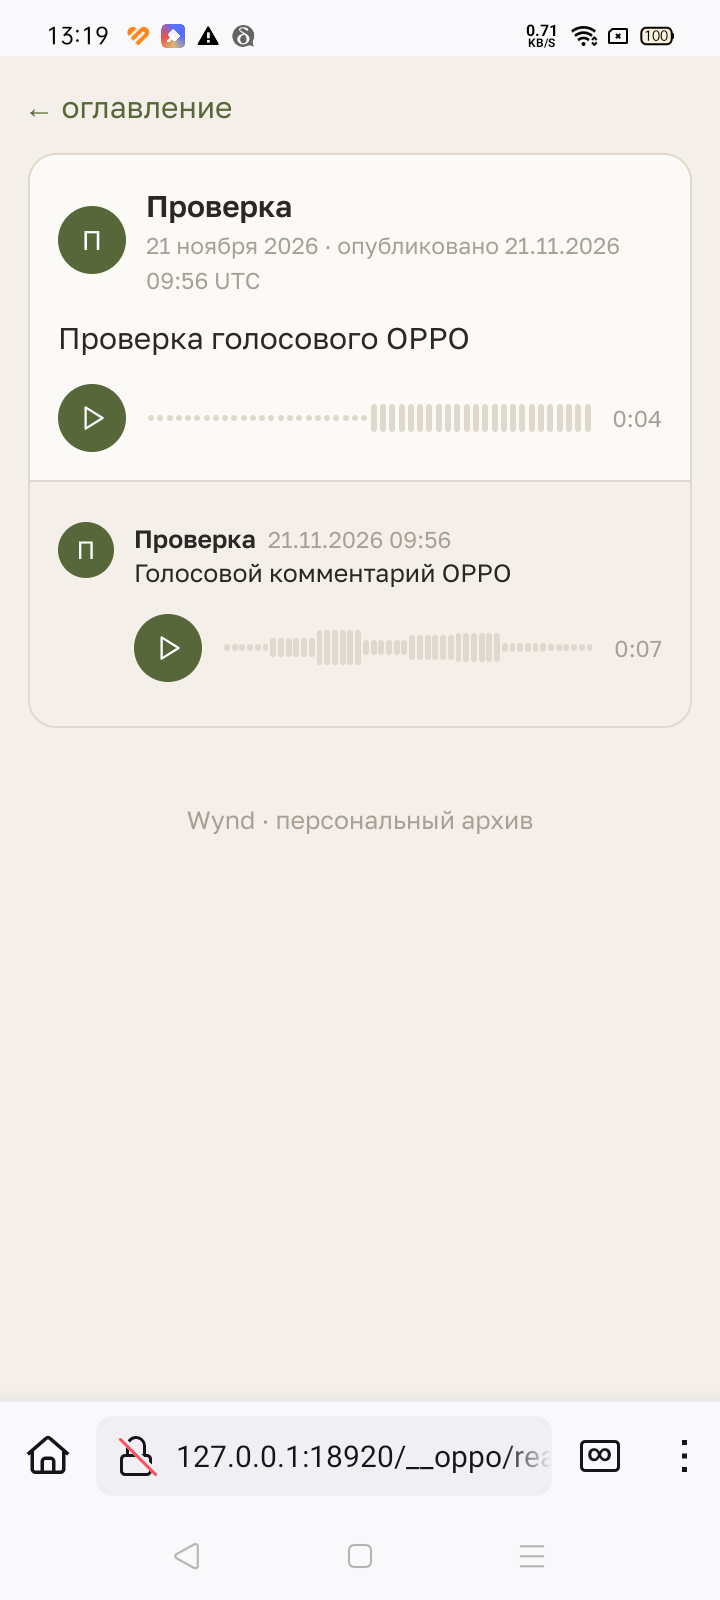 13:19
0.71
KB/S
100
← оглавление
П
Проверка
21 ноября 2026 · опубликовано 21.11.2026
09:56 UTC
Проверка голосового OPPO
0:04
П
Проверка 21.11.2026 09:56
Голосовой комментарий OPPO
0:07
Wynd · персональный архив
127.0.0.1:18920/__oppo/rea